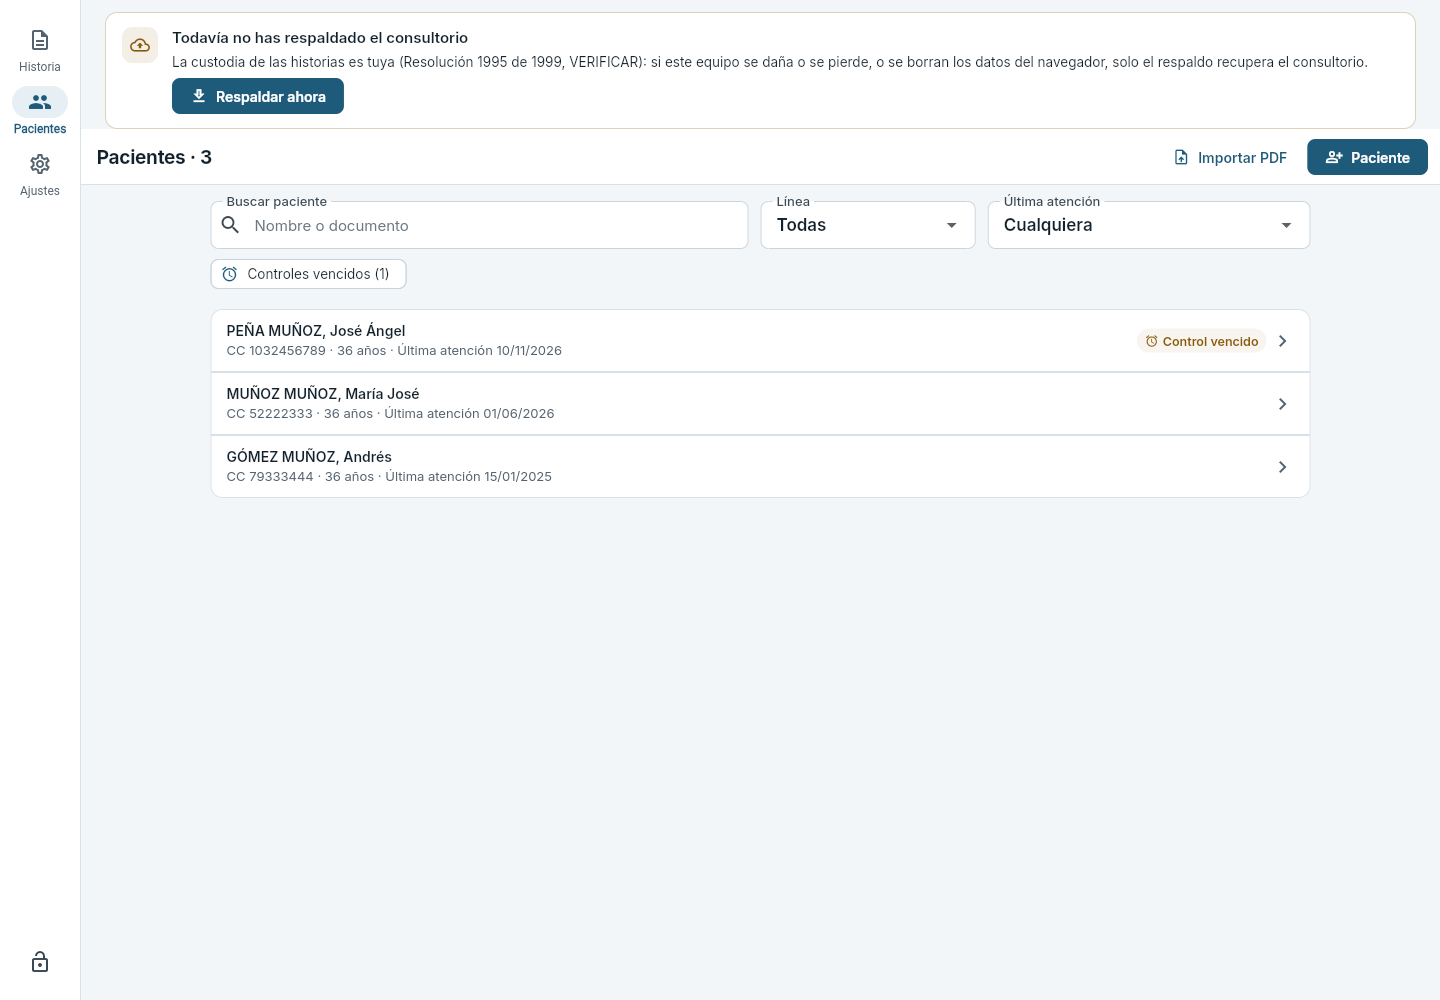 Historia
Pacientes
Ajustes
Todavía no has respaldado el consultorio
La custodia de las historias es tuya (Resolución 1995 de 1999, VERIFICAR): si este equipo se daña o se pierde, o se borran los datos del navegador, solo el respaldo recupera el consultorio.
Respaldar ahora
Pacientes · 3
Importar PDF
Paciente
Buscar paciente
Nombre o documento
Línea
Todas
Última atención
Cualquiera
Controles vencidos (1)
PEÑA MUÑOZ, José Ángel
CC 1032456789 · 36 años · Última atención 10/11/2026
Control vencido
MUÑOZ MUÑOZ, María José
CC 52222333 · 36 años · Última atención 01/06/2026
GÓMEZ MUÑOZ, Andrés
CC 79333444 · 36 años · Última atención 15/01/2025